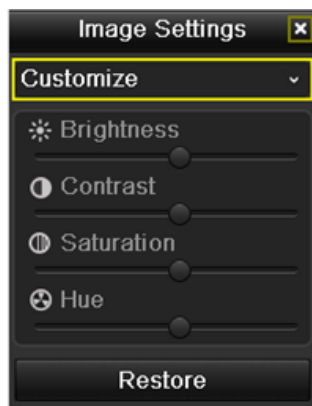 Image Settings
Customize
Brightness
Contrast
Saturation
Hue
Restore